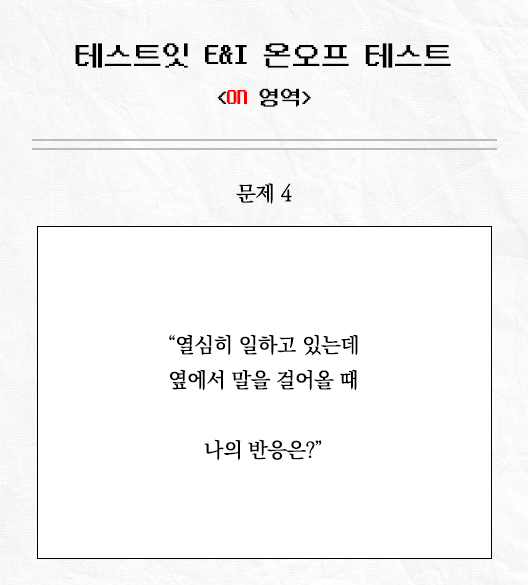 테스트잇 E&I 온오프 테스트
<ON 영역>
문제 4
“열심히 일하고 있는데
옆에서 말을 걸어올 때
나의 반응은?”